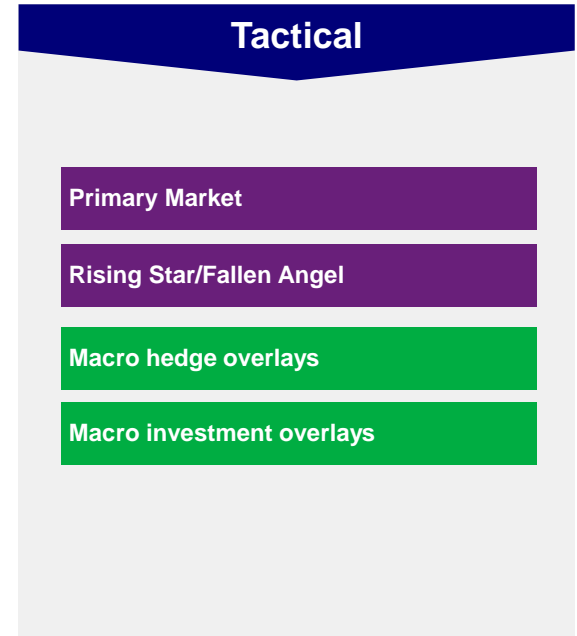 Tactical
Primary Market
Rising Star/Fallen Angel
Macro hedge overlays
Macro investment overlays